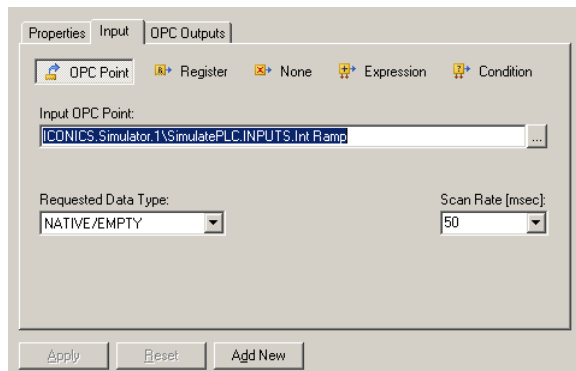 Properties Input OPC Outputs
OPC Point Register None Expression Condition
Input OPC Point:
ICONICS.Simulator.1\SimulatePLC.INPUTS.Int Ramp ...
Requested Data Type: Scan Rate [msec]:
NATIVE/EMPTY 50
Apply Reset Add New